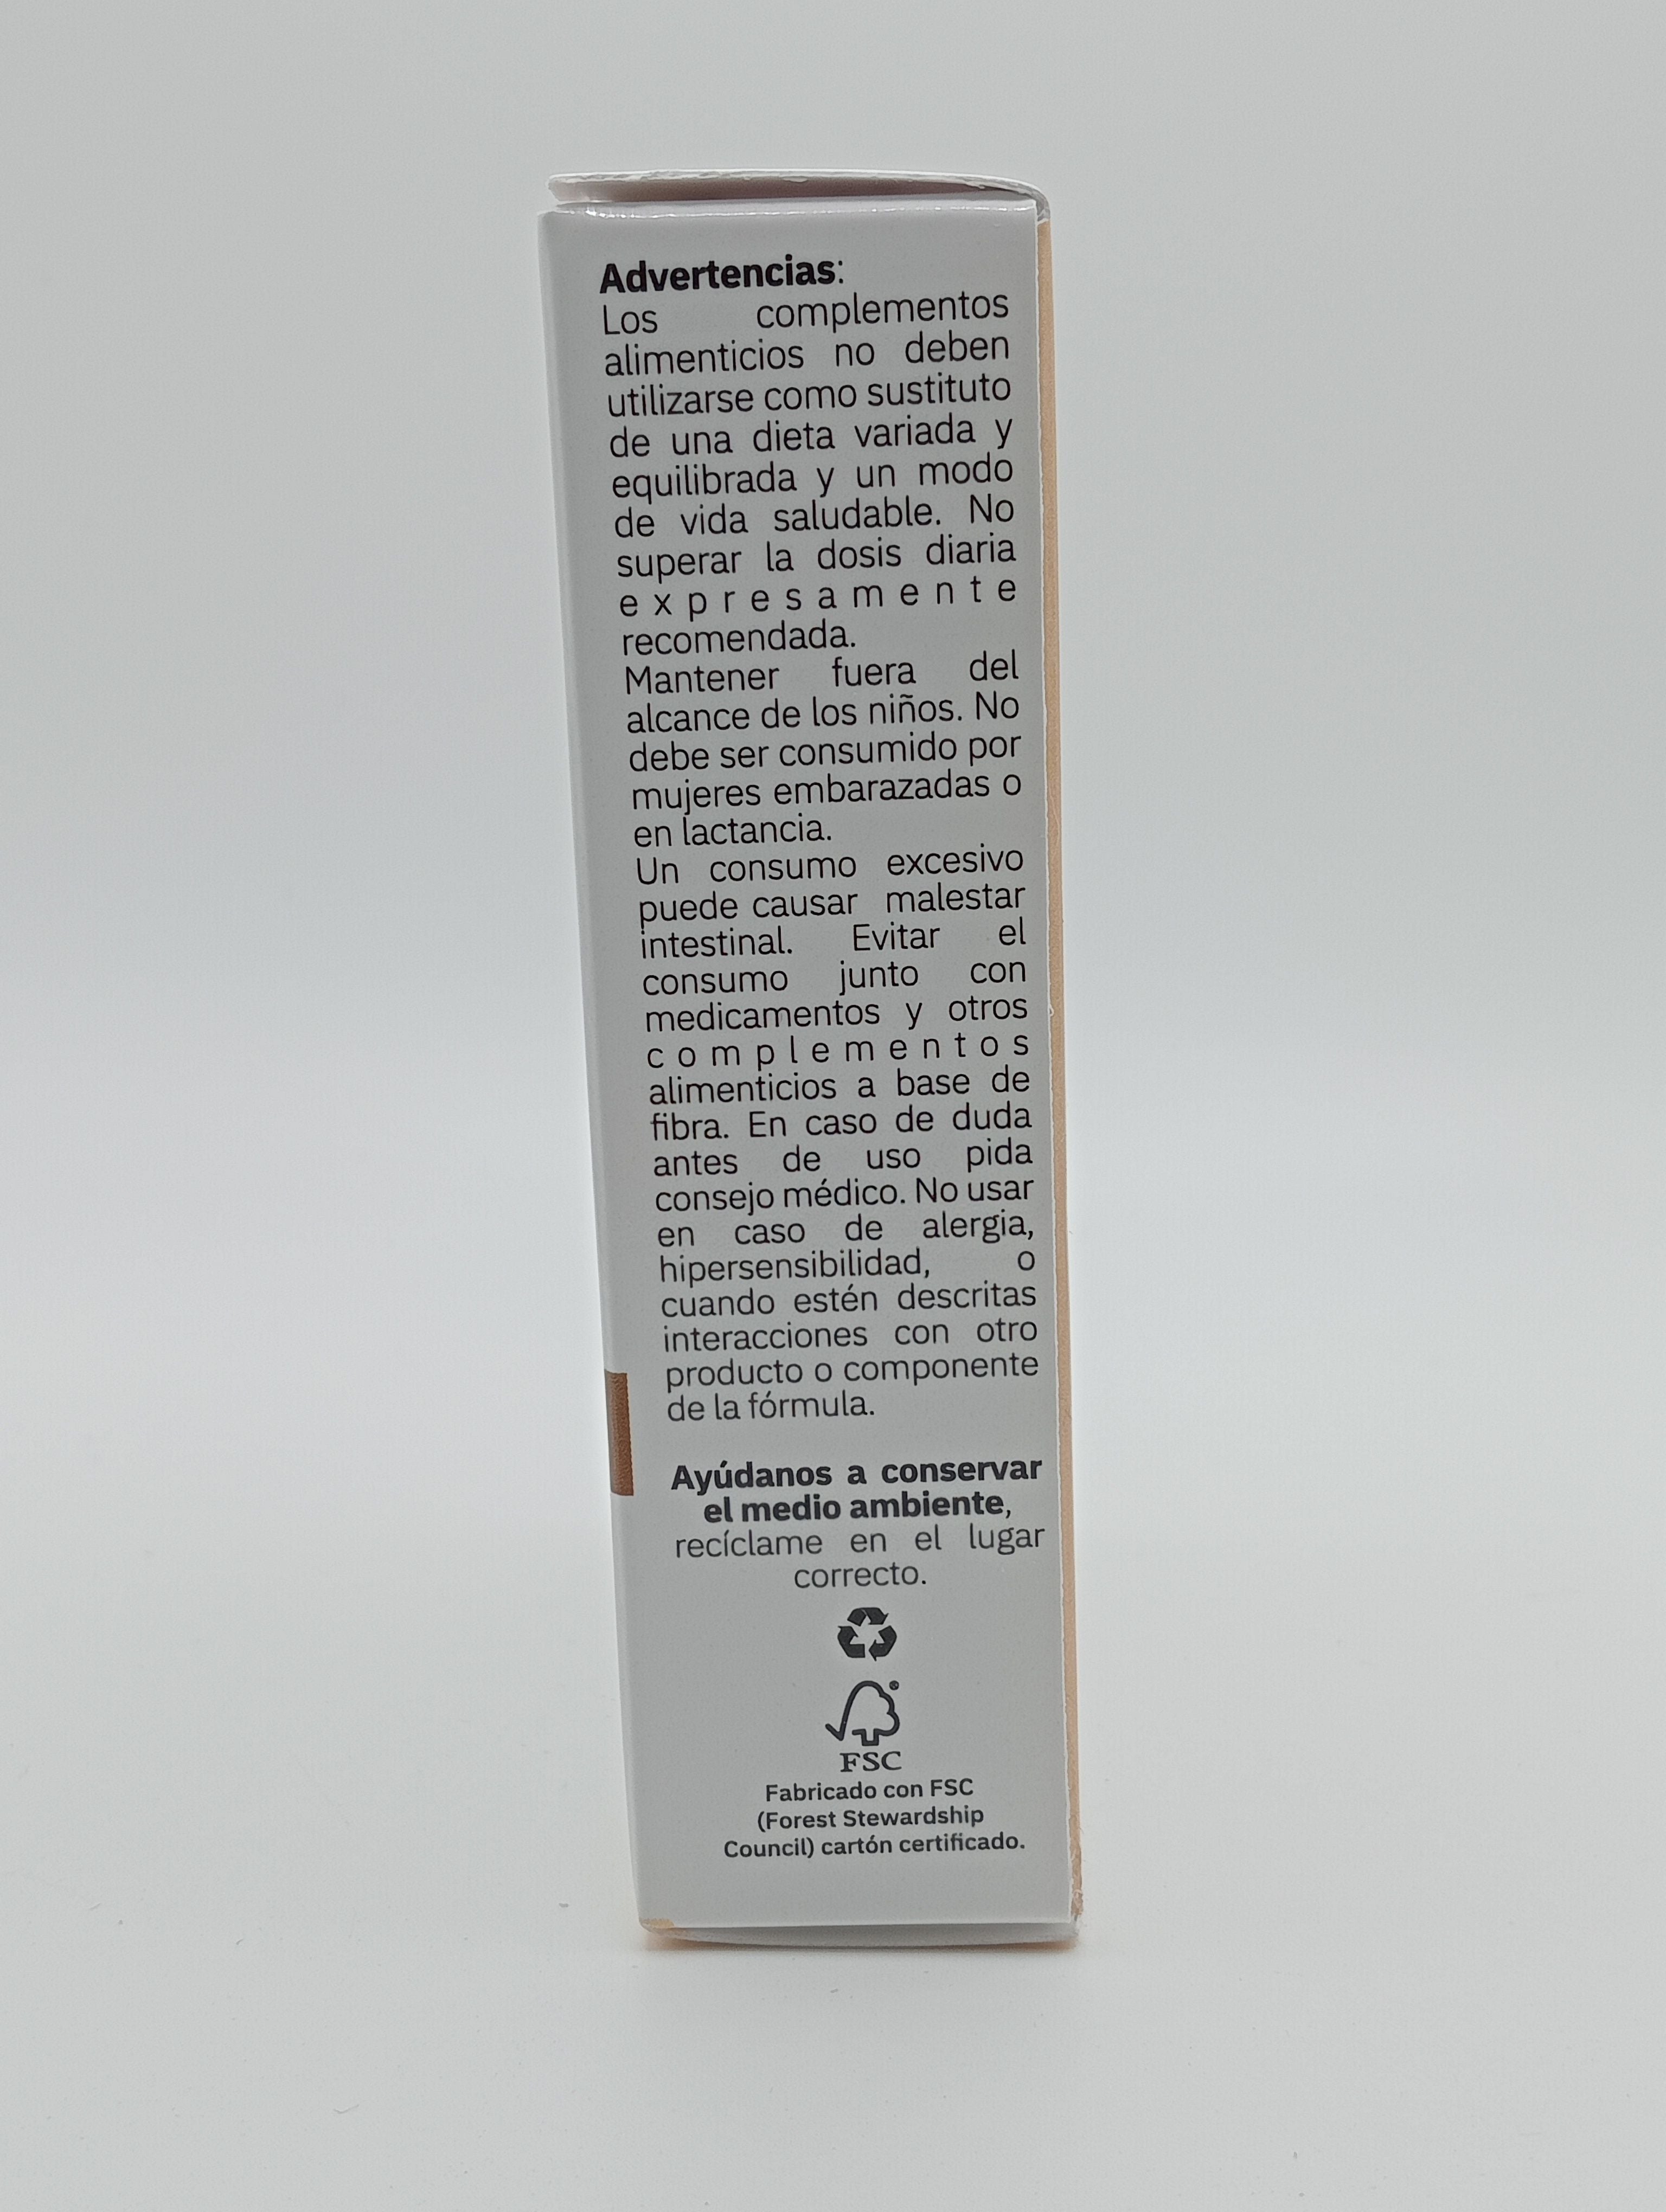 Advertencias:
Los complementos
alimenticios no deben
utilizarse como sustituto
de una dieta variada y
equilibrada y un modo
de vida saludable. No
superar la dosis diaria
expresamente
recomendada.
Mantener fuera del
alcance de los niños. No
debe ser consumido por
mujeres embarazadas o
en lactancia.
Un consumo excesivo
puede causar malestar
intestinal. Evitar el
consumo junto con
medicamentos y otros
complementos
alimenticios a base de
fibra. En caso de duda
antes de uso pida
consejo médico. No usar
en caso de alergia,
hipersensibilidad, o
cuando estén descritas
interacciones con otro
producto o componente
de la fórmula.
Ayúdanos a conservar
el medio ambiente,
recíclame en el lugar
correcto.
FSC
Fabricado con FSC
(Forest Stewardship
Council) cartón certificado.